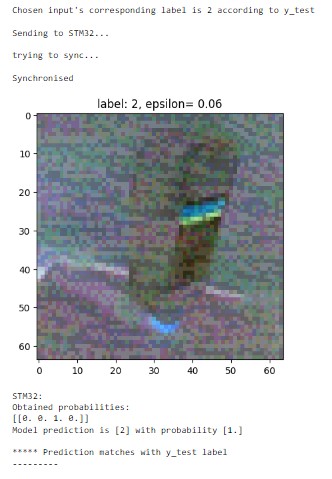 Chosen input's corresponding label is 2 according to y_test
Sending to STM32...
trying to sync...
Synchronised
label: 2, epsilon= 0.06
0
10
20
30
40
50
60
0 10 20 30 40 50 60
STM32:
Obtained probabilities:
[[0. 0. 1. 0.]]
Model prediction is [2] with probability [1.]
***** Prediction matches with y_test label
---------